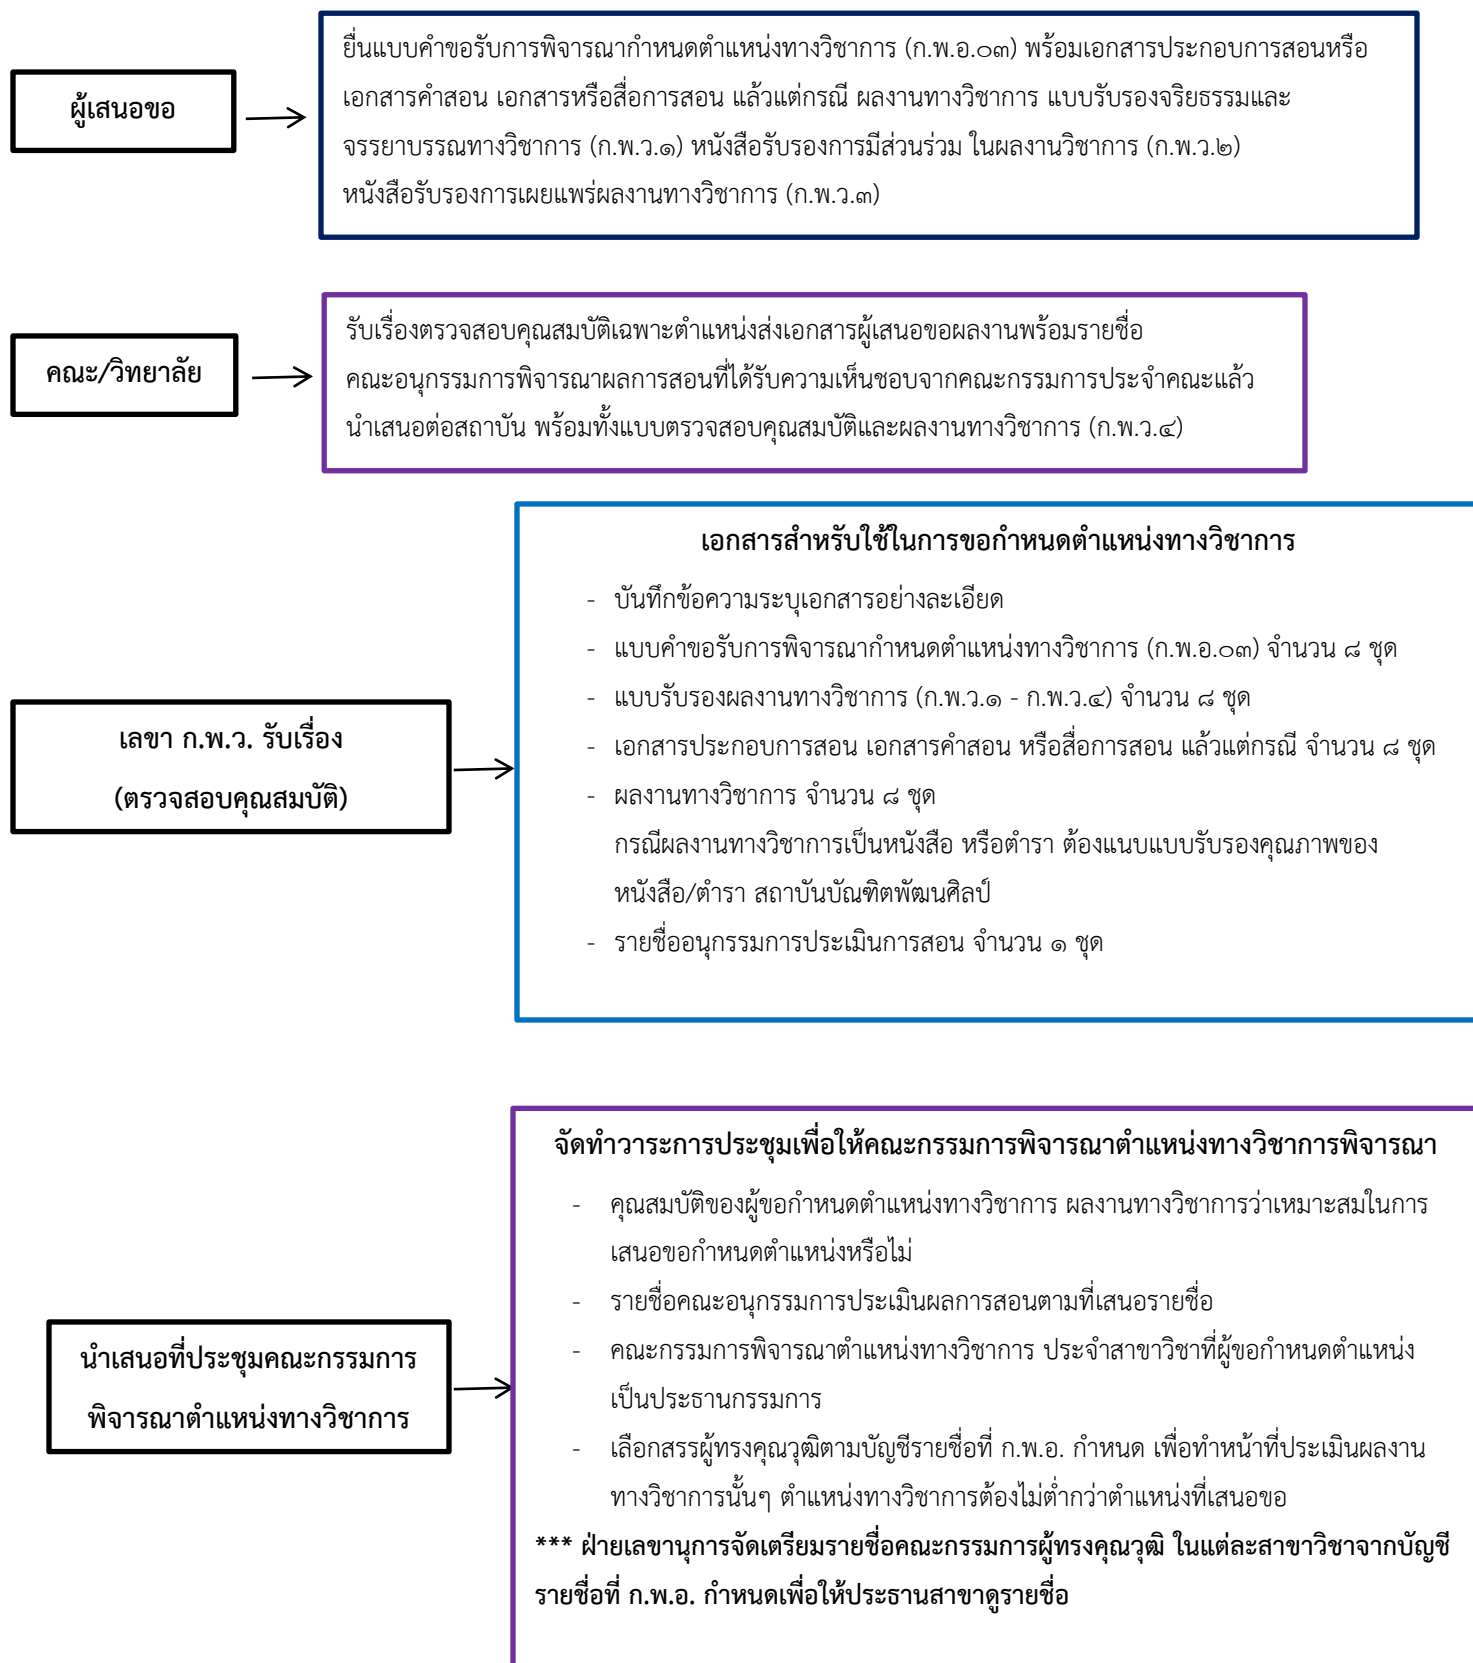 ผู้เสนอขอ
ยื่นแบบคำขอรับการพิจารณากำหนดตำแหน่งทางวิชาการ (ก.พ.อ.๐๓) พร้อมเอกสารประกอบการสอนหรือ
เอกสารคำสอน เอกสารหรือสื่อการสอน แล้วแต่กรณี ผลงานทางวิชาการ แบบรับรองจริยธรรมและ
จรรยาบรรณทางวิชาการ (ก.พ.ว.๑) หนังสือรับรองการมีส่วนร่วม ในผลงานวิชาการ (ก.พ.ว.๒)
หนังสือรับรองการเผยแพร่ผลงานทางวิชาการ (ก.พ.ว.๓)
คณะ/วิทยาลัย
รับเรื่องตรวจสอบคุณสมบัติเฉพาะตำแหน่งส่งเอกสารผู้เสนอขอผลงานพร้อมรายชื่อ
คณะอนุกรรมการพิจารณาผลการสอนที่ได้รับความเห็นชอบจากคณะกรรมการประจำคณะแล้ว
นำเสนอต่อสถาบัน พร้อมทั้งแบบตรวจสอบคุณสมบัติและผลงานทางวิชาการ (ก.พ.ว.๔)
เลขา ก.พ.ว. รับเรื่อง
(ตรวจสอบคุณสมบัติ)
เอกสารสำหรับใช้ในการขอกำหนดตำแหน่งทางวิชาการ
- บันทึกข้อความระบุเอกสารอย่างละเอียด
- แบบคำขอรับการพิจารณากำหนดตำแหน่งทางวิชาการ (ก.พ.อ.๐๓) จำนวน ๘ ชุด
- แบบรับรองผลงานทางวิชาการ (ก.พ.ว.๑ - ก.พ.ว.๔) จำนวน ๘ ชุด
- เอกสารประกอบการสอน เอกสารคำสอน หรือสื่อการสอน แล้วแต่กรณี จำนวน ๘ ชุด
- ผลงานทางวิชาการ จำนวน ๘ ชุด
กรณีผลงานทางวิชาการเป็นหนังสือ หรือตำรา ต้องแนบแบบรับรองคุณภาพของ
หนังสือ/ตำรา สถาบันบัณฑิตพัฒนศิลป์
- รายชื่ออนุกรรมการประเมินการสอน จำนวน ๑ ชุด
นำเสนอที่ประชุมคณะกรรมการ
พิจารณาตำแหน่งทางวิชาการ
จัดทำวาระการประชุมเพื่อให้คณะกรรมการพิจารณาตำแหน่งทางวิชาการพิจารณา
- คุณสมบัติของผู้ขอกำหนดตำแหน่งทางวิชาการ ผลงานทางวิชาการว่าเหมาะสมในการ
เสนอขอกำหนดตำแหน่งหรือไม่
- รายชื่อคณะอนุกรรมการประเมินผลการสอนตามที่เสนอรายชื่อ
- คณะกรรมการพิจารณาตำแหน่งทางวิชาการ ประจำสาขาวิชาที่ผู้ขอกำหนดตำแหน่ง
เป็นประธานกรรมการ
- เลือกสรรผู้ทรงคุณวุฒิตามบัญชีรายชื่อที่ ก.พ.อ. กำหนด เพื่อทำหน้าที่ประเมินผลงาน
ทางวิชาการนั้นๆ ตำแหน่งทางวิชาการต้องไม่ต่ำกว่าตำแหน่งที่เสนอขอ
*** ฝ่ายเลขานุการจัดเตรียมรายชื่อคณะกรรมการผู้ทรงคุณวุฒิ ในแต่ละสาขาวิชาจากบัญชี
รายชื่อที่ ก.พ.อ. กำหนดเพื่อให้ประธานสาขาดูรายชื่อ